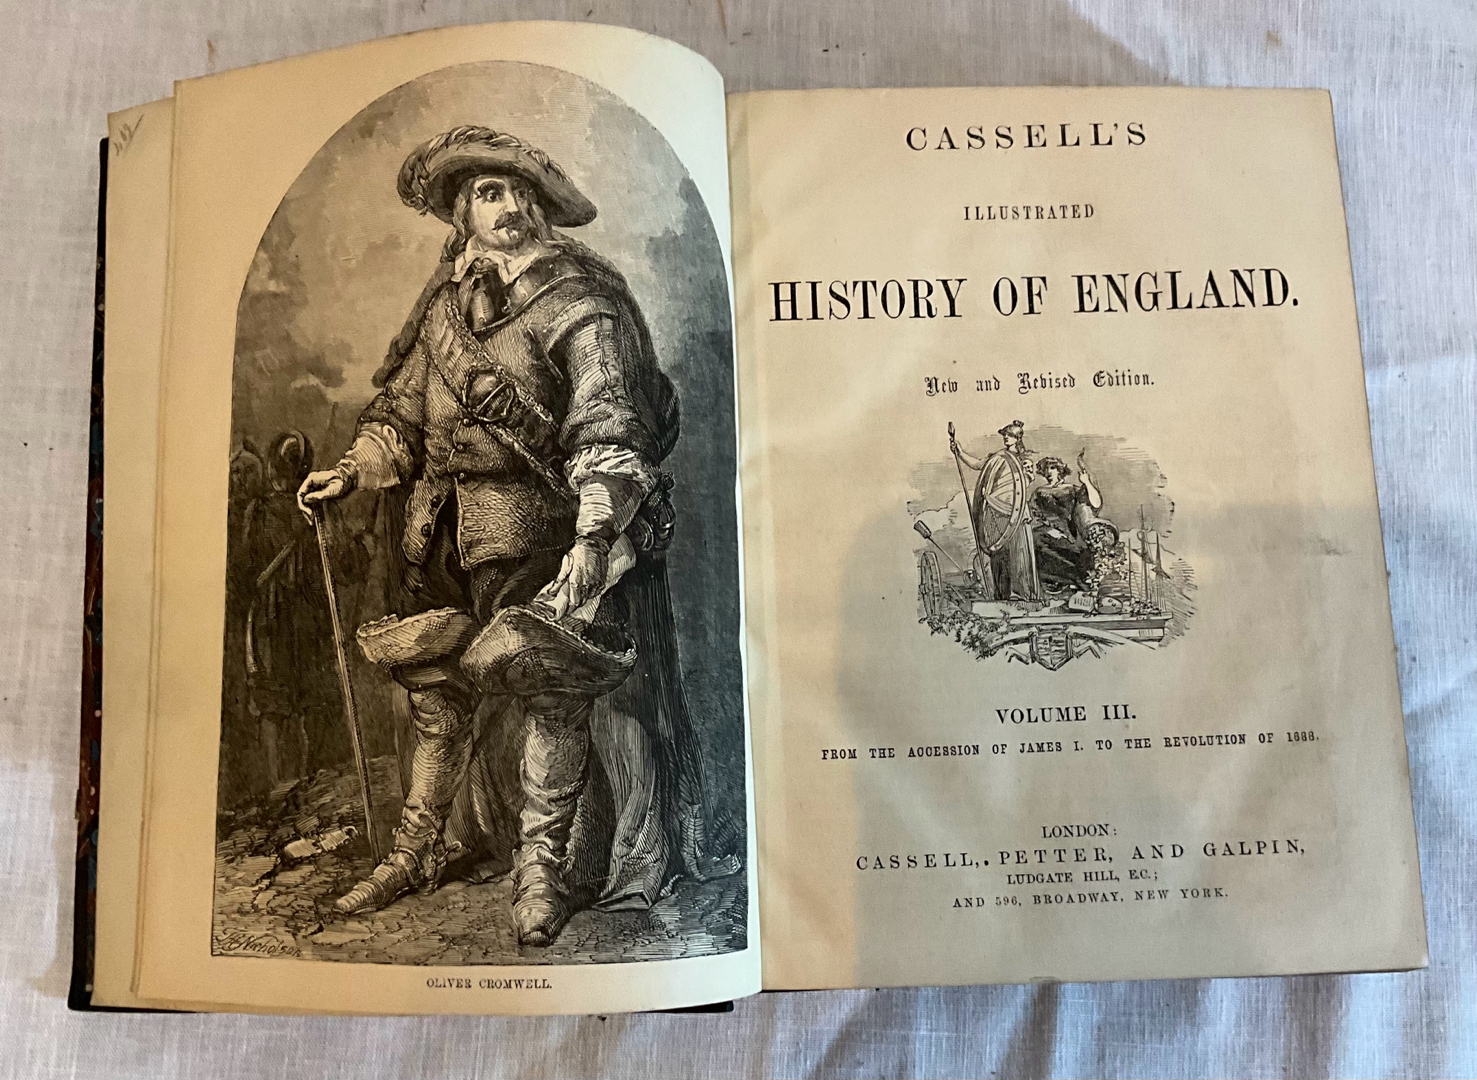 OLIVER CROMWELL.
CASSELL'S
ILLUSTRATED
HISTORY OF ENGLAND.
New and Revised Edition.
VOLUME III.
FROM THE ACCESSION OF JAMES I. TO THE REVOLUTION OF 1688.
LONDON:
CASSELL, PETTER, AND GALPIN,
LUDGATE HILL, E.C.;
AND 596, BROADWAY, NEW YORK.